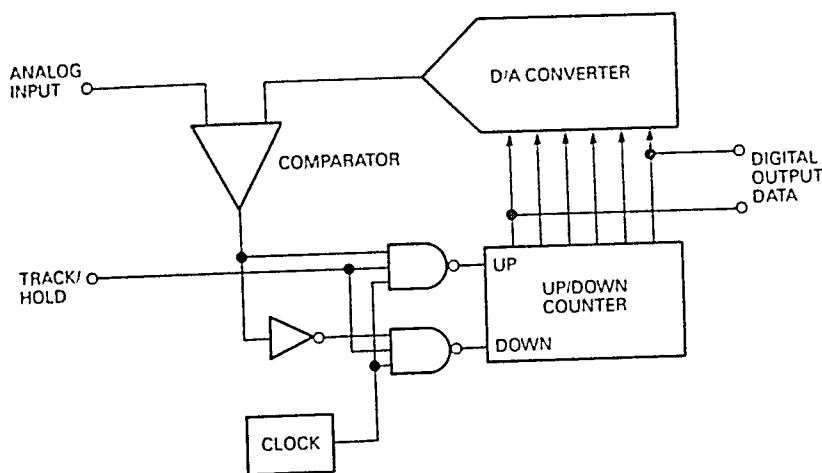 D/A CONVERTER
ANALOG
INPUT
COMPARATOR
DIGITAL
OUTPUT
DATA
TRACK/
HOLD
UP
UP/DOWN
COUNTER
DOWN
CLOCK